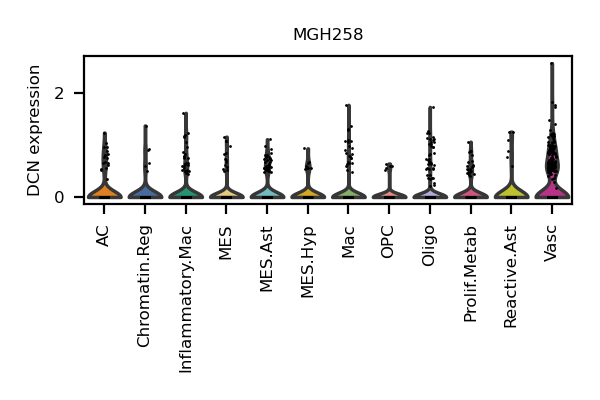 MGH258
DCN expression
2
0
AC
Chromatin.Reg
Inflammatory.Mac
MES
MES.Ast
MES.Hyp
Mac
OPC
Oligo
Prolif.Metab
Reactive.Ast
Vasc